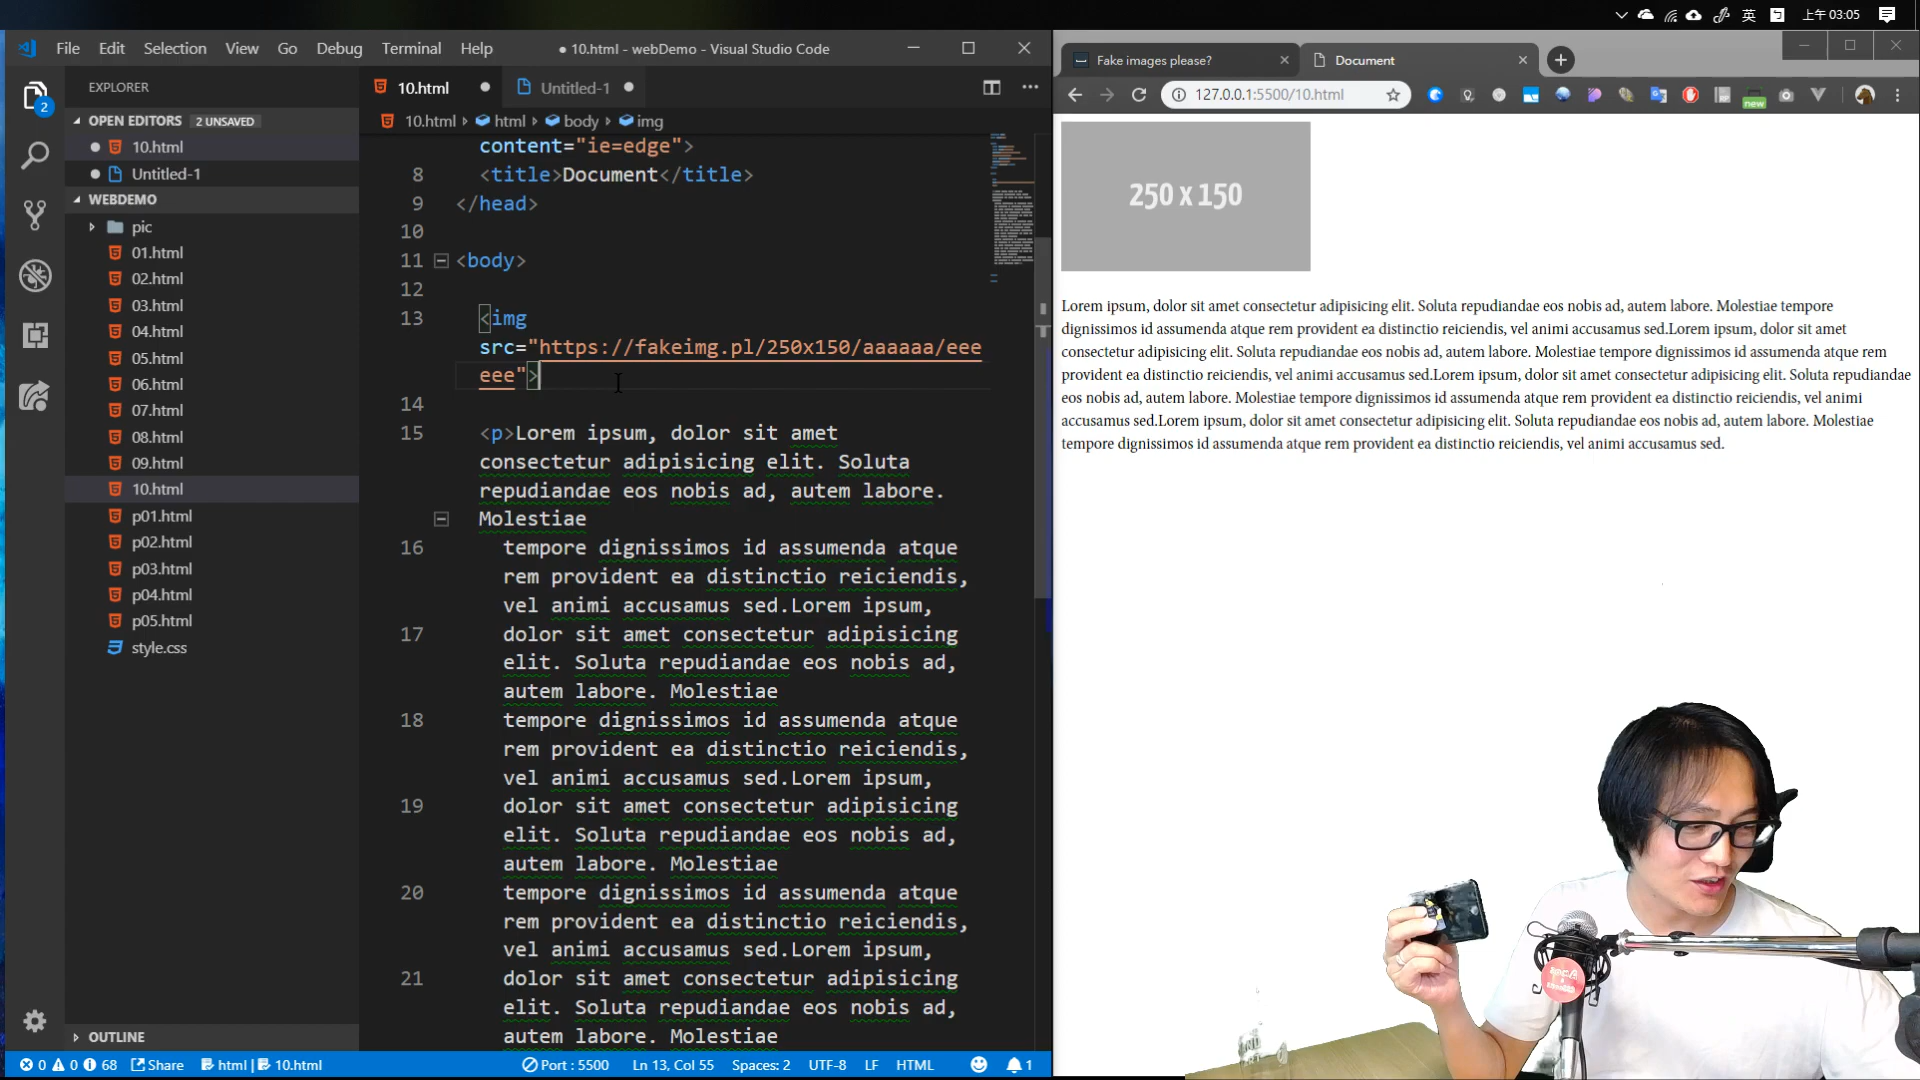 上午 03:05
英
File Edit Selection View Go Debug Terminal Help
● 10.html - webDemo - Visual Studio Code
EXPLORER
2
OPEN EDITORS 2 UNSAVED
10.html
Untitled-1
WEBDEMO
pic
01.html
02.html
03.html
04.html
05.html
06.html
07.html
08.html
09.html
10.html
p01.html
p02.html
p03.html
p04.html
p05.html
style.css
OUTLINE
10.html
Untitled-1
10.html html body img
content="ie=edge">
8 <title>Document</title>
9 </head>
10
11 <body>
12
13 <img
src="https://fakeimg.pl/250x150/aaaaaa/eee
eee">
14
15 <p>Lorem ipsum, dolor sit amet
consectetur adipisicing elit. Soluta
repudiandae eos nobis ad, autem labore.
Molestiae
16 tempore dignissimos id assumenda atque
rem provident ea distinctio reiciendis,
vel animi accusamus sed.Lorem ipsum,
17 dolor sit amet consectetur adipisicing
elit. Soluta repudiandae eos nobis ad,
autem labore. Molestiae
18 tempore dignissimos id assumenda atque
rem provident ea distinctio reiciendis,
vel animi accusamus sed.Lorem ipsum,
19 dolor sit amet consectetur adipisicing
elit. Soluta repudiandae eos nobis ad,
autem labore. Molestiae
20 tempore dignissimos id assumenda atque
rem provident ea distinctio reiciendis,
vel animi accusamus sed.Lorem ipsum,
21 dolor sit amet consectetur adipisicing
elit. Soluta repudiandae eos nobis ad,
autem labore. Molestiae
0 0 68 Share html | 10.html Port : 5500 Ln 13, Col 55 Spaces: 2 UTF-8 LF HTML 1
Fake images please?
Document
127.0.0.1:5500/10.html
new
250 x 150
Lorem ipsum, dolor sit amet consectetur adipisicing elit. Soluta repudiandae eos nobis ad, autem labore. Molestiae tempore
dignissimos id assumenda atque rem provident ea distinctio reiciendis, vel animi accusamus sed.Lorem ipsum, dolor sit amet
consectetur adipisicing elit. Soluta repudiandae eos nobis ad, autem labore. Molestiae tempore dignissimos id assumenda atque rem
provident ea distinctio reiciendis, vel animi accusamus sed.Lorem ipsum, dolor sit amet consectetur adipisicing elit. Soluta repudiandae
eos nobis ad, autem labore. Molestiae tempore dignissimos id assumenda atque rem provident ea distinctio reiciendis, vel animi
accusamus sed.Lorem ipsum, dolor sit amet consectetur adipisicing elit. Soluta repudiandae eos nobis ad, autem labore. Molestiae
tempore dignissimos id assumenda atque rem provident ea distinctio reiciendis, vel animi accusamus sed.